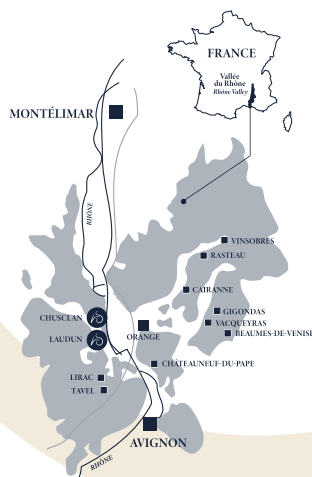 FRANCE
Vallée
du Rhône
Rhône Valley
MONTÉLIMAR
RHÔNE
VINSOBRES
RASTEAU
CAIRANNE
CHUSCLAN
GIGONDAS
VACQUEYRAS
LAUDUN
ORANGE
BEAUMES-DE-VENISE
CHÂTEAUNEUF-DU-PAPE
LIRAC
TAVEL
AVIGNON
RHÔNE